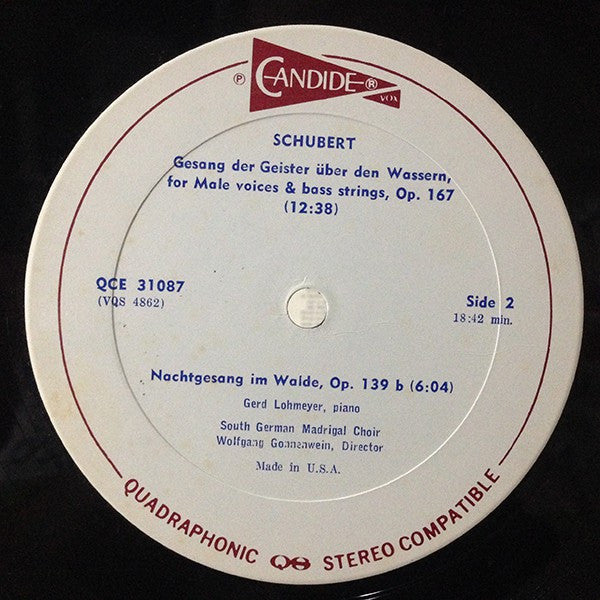 ℗ CANDIDE ®
VOX
SCHUBERT
Gesang der Geister über den Wassern,
for Male voices & bass strings, Op. 167
(12:38)
QCE 31087
(VQS 4862)
Side 2
18:42 min.
Nachtgesang im Walde, Op. 139 b (6:04)
Gerd Lohmeyer, piano
South German Madrigal Choir
Wolfgang Gonnenwein, Director
Made in U.S.A.
QUADRAPHONIC QS STEREO COMPATIBLE